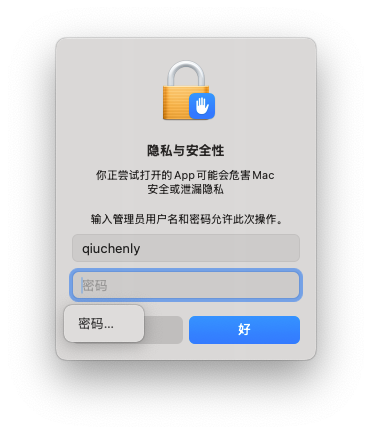 隐私与安全性
你正尝试打开的App可能会危害Mac
安全或泄漏隐私
输入管理员用户名和密码允许此次操作。
qiuchenly
密码
密码...
好